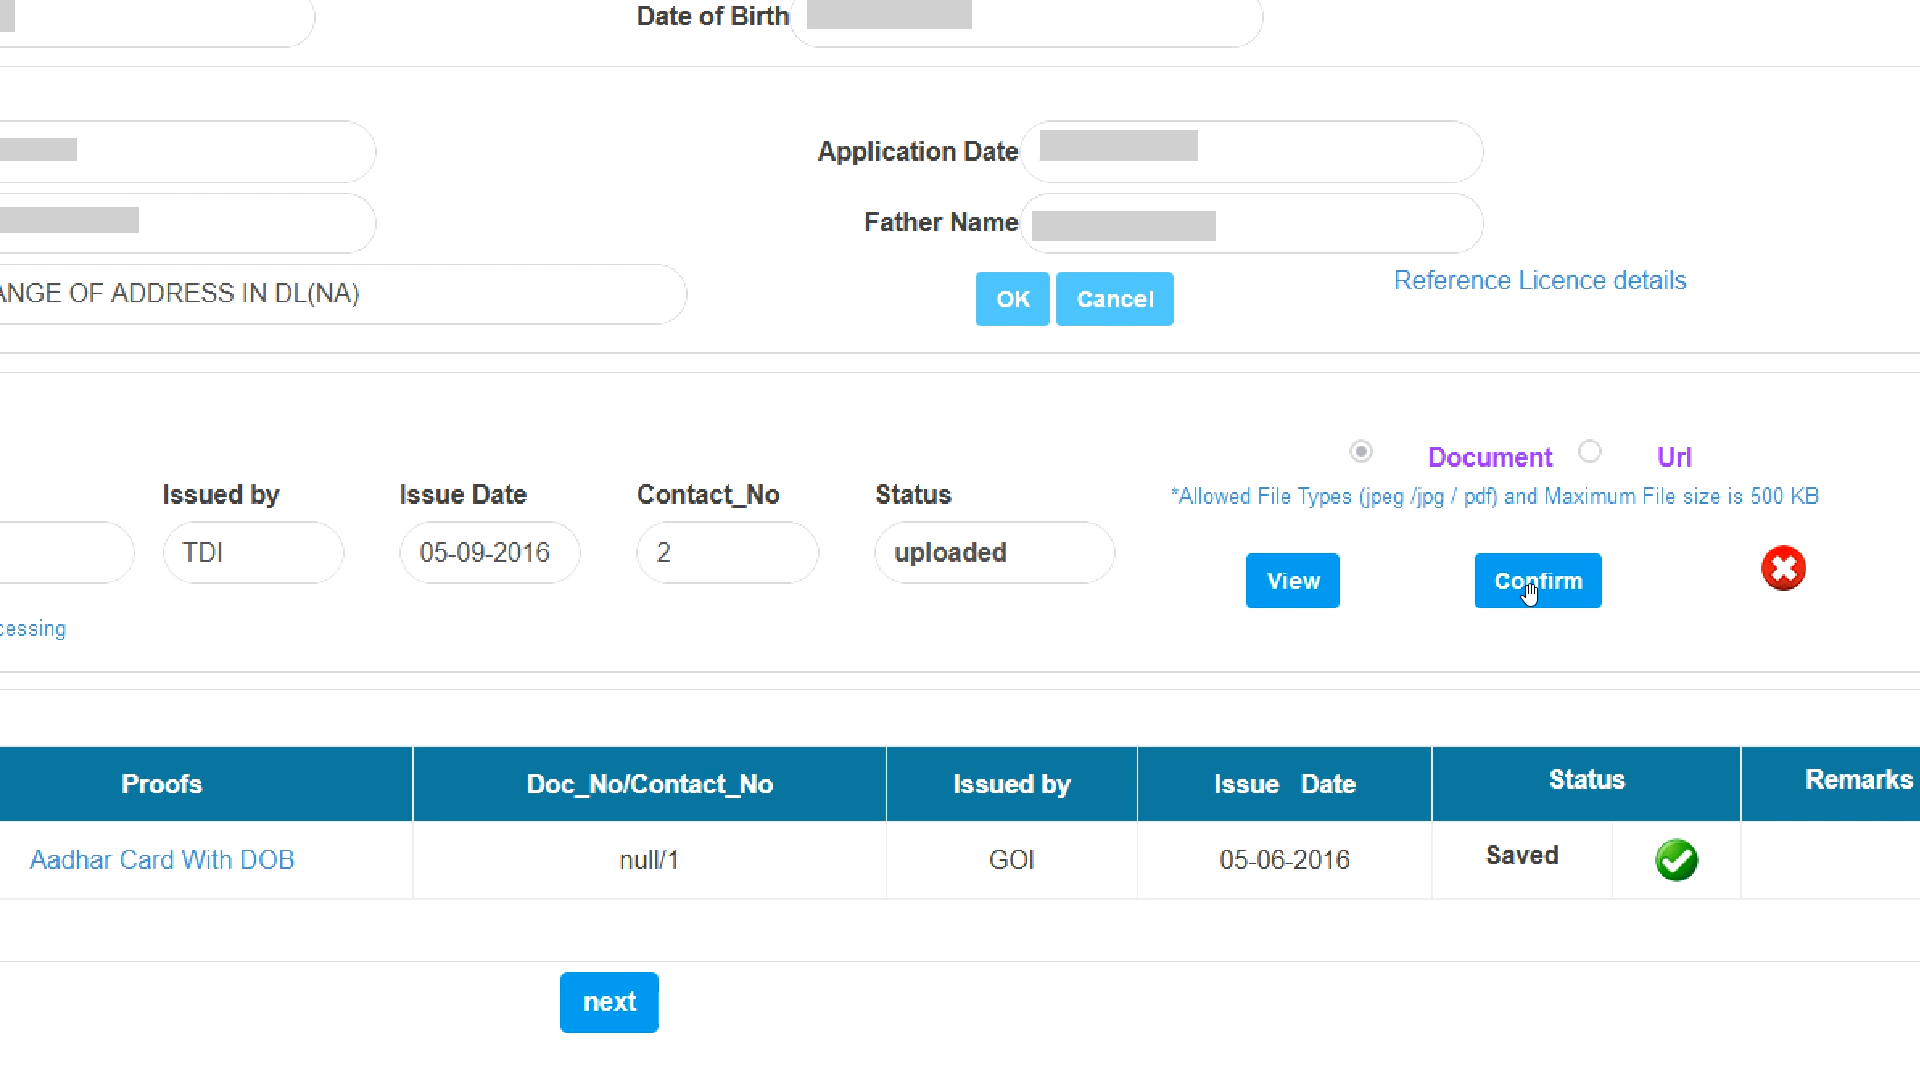 Date of Birth
Application Date
Father Name
ANGE OF ADDRESS IN DL(NA)
OK
Cancel
Reference Licence details
Document
Url
*Allowed File Types (jpeg /jpg / pdf) and Maximum File size is 500 KB
Issued by
Issue Date
Contact_No
Status
TDI
05-09-2016
2
uploaded
View
Confirm
cessing
Proofs
Doc_No/Contact_No
Issued by
Issue Date
Status
Remarks
Aadhar Card With DOB
null/1
GOI
05-06-2016
Saved
next